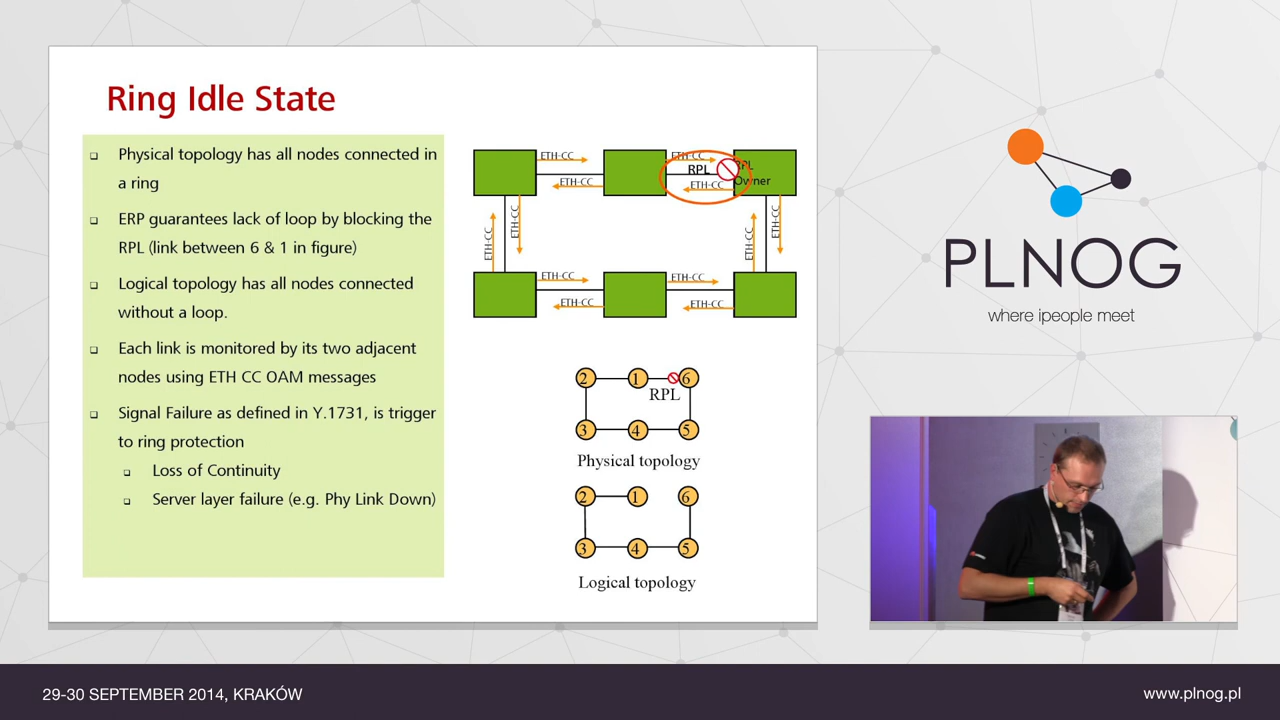 Ring Idle State
❑ Physical topology has all nodes connected in
a ring
❑ ERP guarantees lack of loop by blocking the
RPL (link between 6 & 1 in figure)
❑ Logical topology has all nodes connected
without a loop.
❑ Each link is monitored by its two adjacent
nodes using ETH CC OAM messages
❑ Signal Failure as defined in Y.1731, is trigger
to ring protection
❑ Loss of Continuity
❑ Server layer failure (e.g. Phy Link Down)
ETH-CC
ETH-CC
ETH-CC
RPL
ETH-CC
RPL
Owner
ETH-CC
ETH-CC
ETH-CC
ETH-CC
ETH-CC
ETH-CC
ETH-CC
ETH-CC
2 1 6
RPL
3 4 5
Physical topology
2 1 6
3 4 5
Logical topology
PLNOG
where ipeople meet
29-30 SEPTEMBER 2014, KRAKÓW
www.plnog.pl